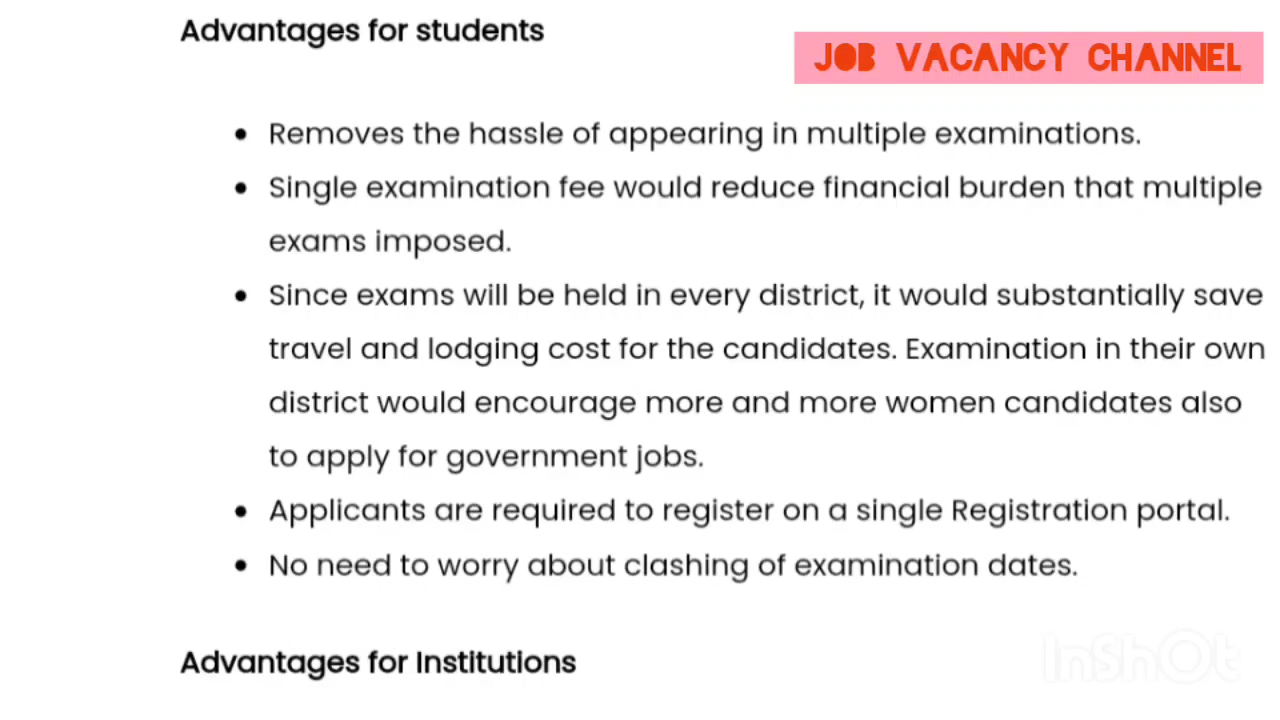 Advantages for students
JOB VACANCY CHANNEL
Removes the hassle of appearing in multiple examinations.
Single examination fee would reduce financial burden that multiple
exams imposed.
Since exams will be held in every district, it would substantially save
travel and lodging cost for the candidates. Examination in their own
district would encourage more and more women candidates also
to apply for government jobs.
Applicants are required to register on a single Registration portal.
No need to worry about clashing of examination dates.
Advantages for Institutions
InShOt